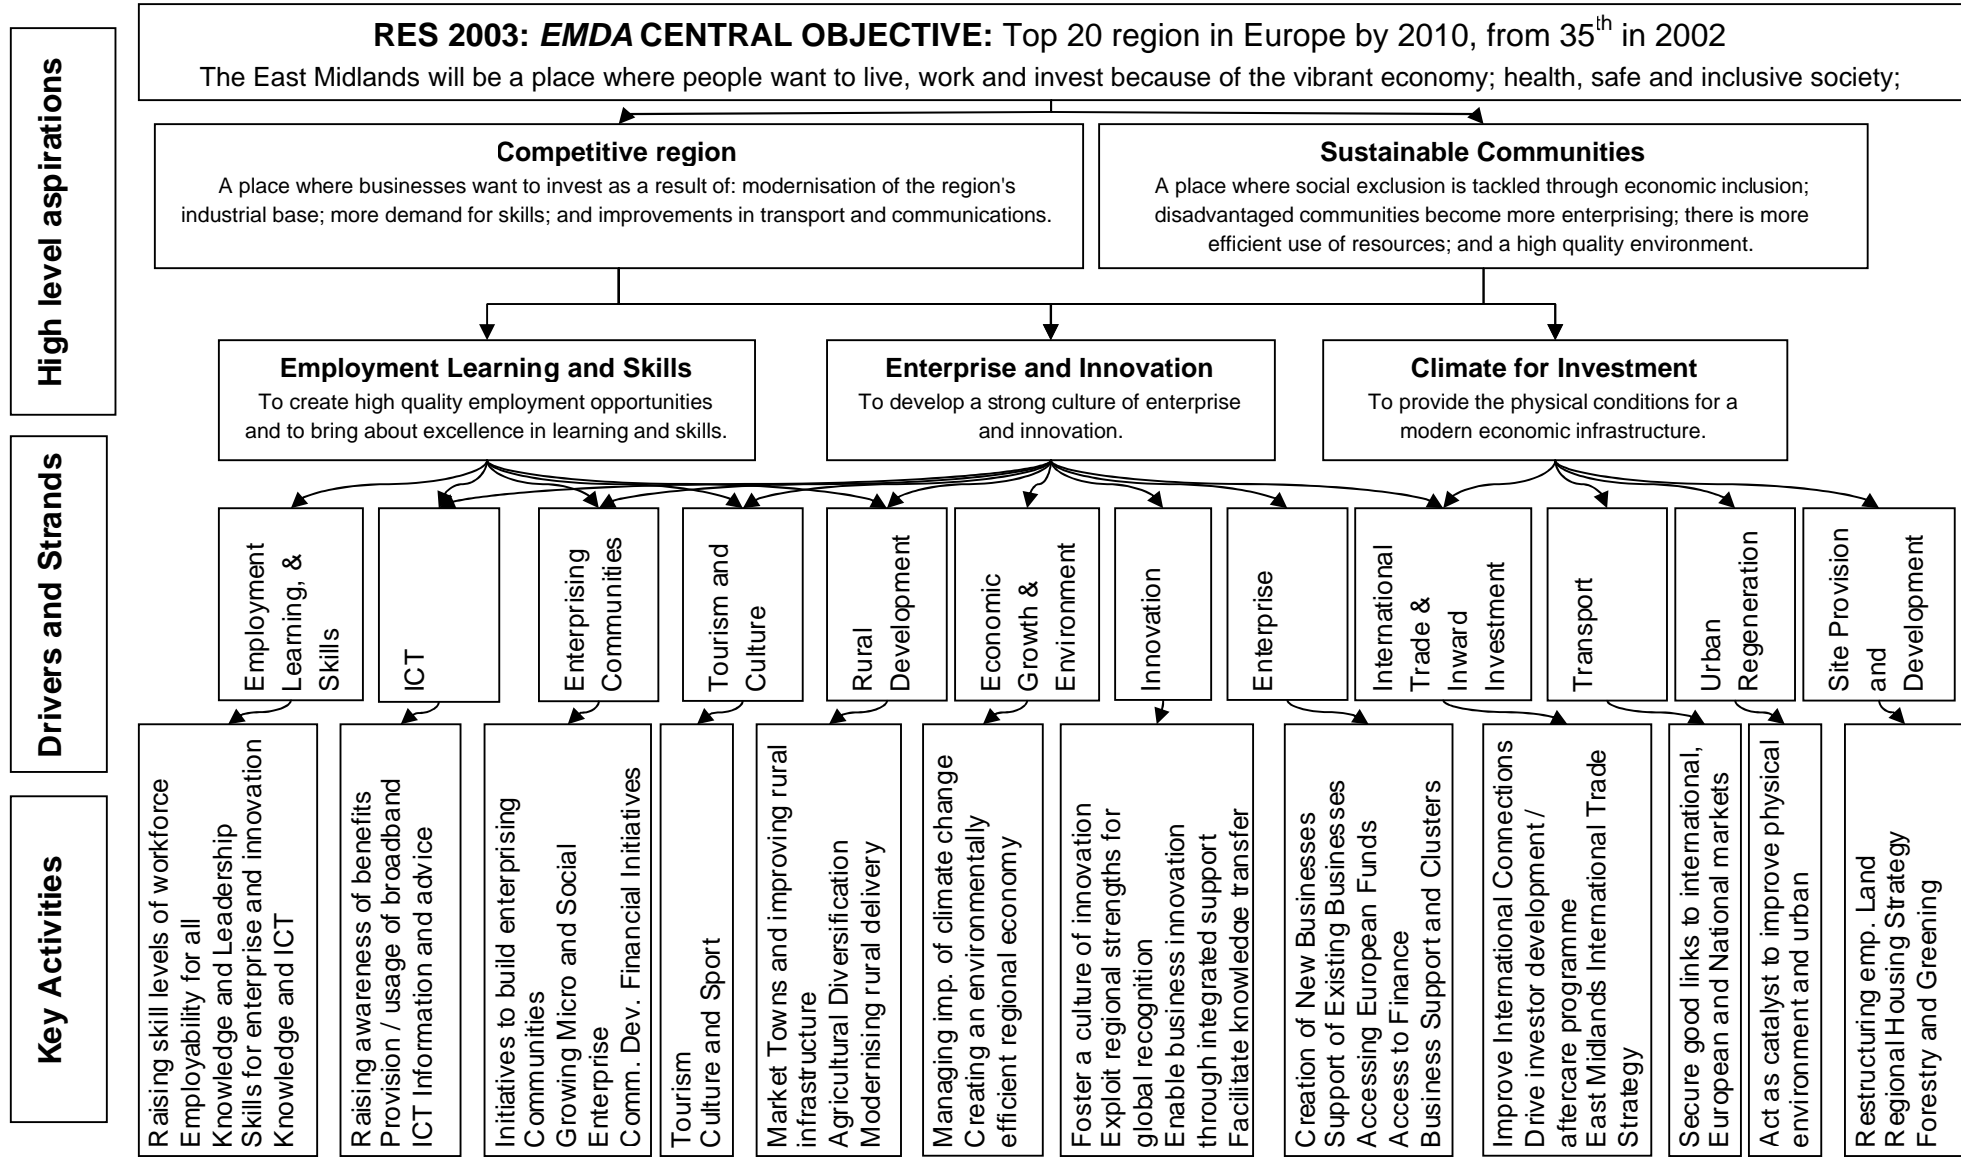 RES 2003: EMDA CENTRAL OBJECTIVE: Top 20 region in Europe by 2010, from 35th in 2002
The East Midlands will be a place where people want to live, work and invest because of the vibrant economy; health, safe and inclusive society;
High level aspirations
Competitive region
A place where businesses want to invest as a result of: modernisation of the region's
industrial base; more demand for skills; and improvements in transport and communications.
Sustainable Communities
A place where social exclusion is tackled through economic inclusion;
disadvantaged communities become more enterprising; there is more
efficient use of resources; and a high quality environment.
Employment Learning and Skills
To create high quality employment opportunities
and to bring about excellence in learning and skills.
Enterprise and Innovation
To develop a strong culture of enterprise
and innovation.
Climate for Investment
To provide the physical conditions for a
modern economic infrastructure.
Drivers and Strands
Employment
Learning, &
Skills
ICT
Enterprising
Communities
Tourism and
Culture
Rural
Development
Economic
Growth &
Environment
Innovation
Enterprise
International
Trade &
Inward
Investment
Transport
Urban
Regeneration
Site Provision
and
Development
Key Activities
Raising skill levels of workforce
Employability for all
Knowledge and Leadership
Skills for enterprise and innovation
Knowledge and ICT
Raising awareness of benefits
Provision / usage of broadband
ICT Information and advice
Initiatives to build enterprising
Communities
Growing Micro and Social
Enterprise
Comm. Dev. Financial Initiatives
Tourism
Culture and Sport
Market Towns and improving rural
infrastructure
Agricultural Diversification
Modernising rural delivery
Managing imp. of climate change
Creating an environmentally
efficient regional economy
Foster a culture of innovation
Exploit regional strengths for
global recognition
Enable business innovation
through integrated support
Facilitate knowledge transfer
Creation of New Businesses
Support of Existing Businesses
Accessing European Funds
Access to Finance
Business Support and Clusters
Improve International Connections
Drive investor development /
aftercare programme
East Midlands International Trade
Strategy
Secure good links to international,
European and National markets
Act as catalyst to improve physical
environment and urban
Restructuring emp. Land
Regional Housing Strategy
Forestry and Greening